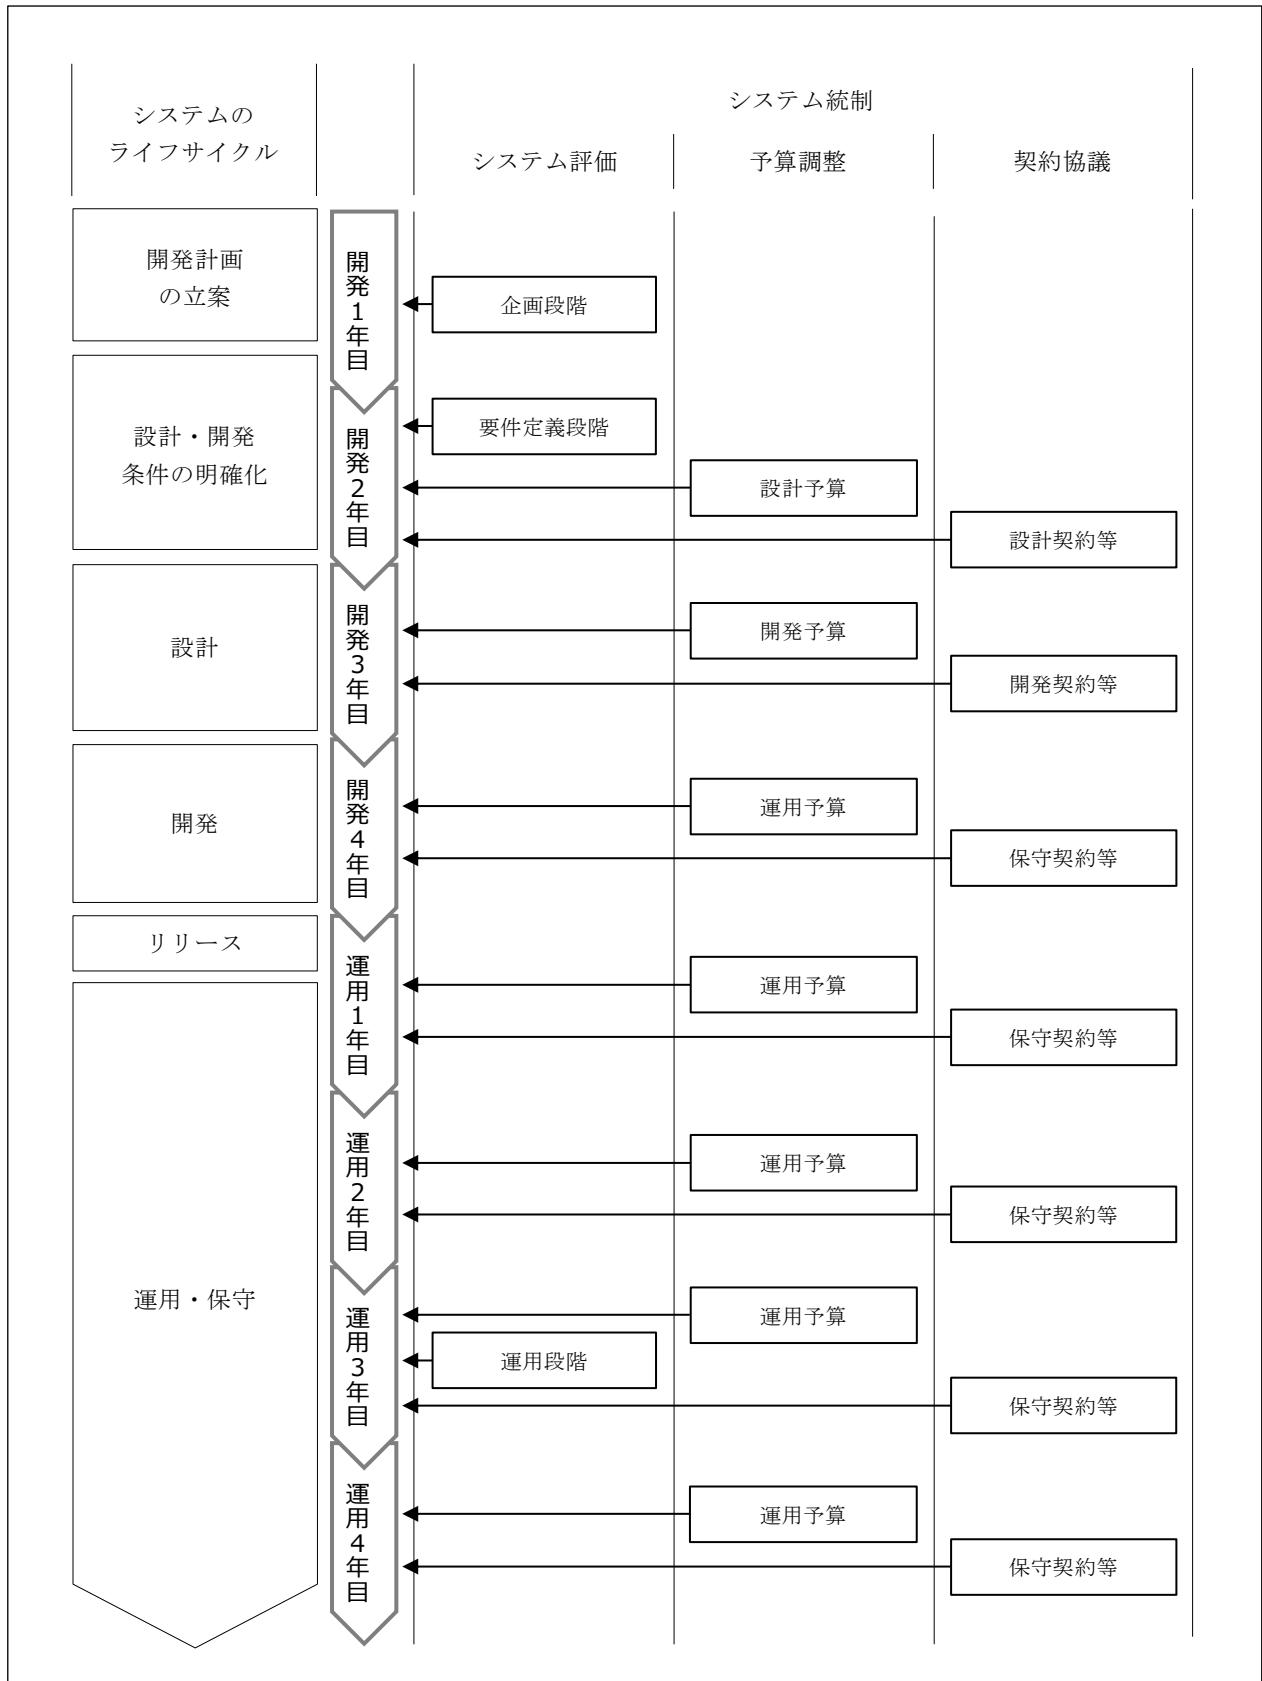 システムの
ライフサイクル
システム統制
システム評価
予算調整
契約協議
開発計画
の立案
開発1年目
企画段階
設計・開発
条件の明確化
開発2年目
要件定義段階
設計予算
設計契約等
設計
開発3年目
開発予算
開発契約等
開発
開発4年目
運用予算
保守契約等
リリース
運用1年目
運用予算
保守契約等
運用・保守
運用2年目
運用予算
保守契約等
運用3年目
運用予算
運用段階
保守契約等
運用4年目
運用予算
保守契約等